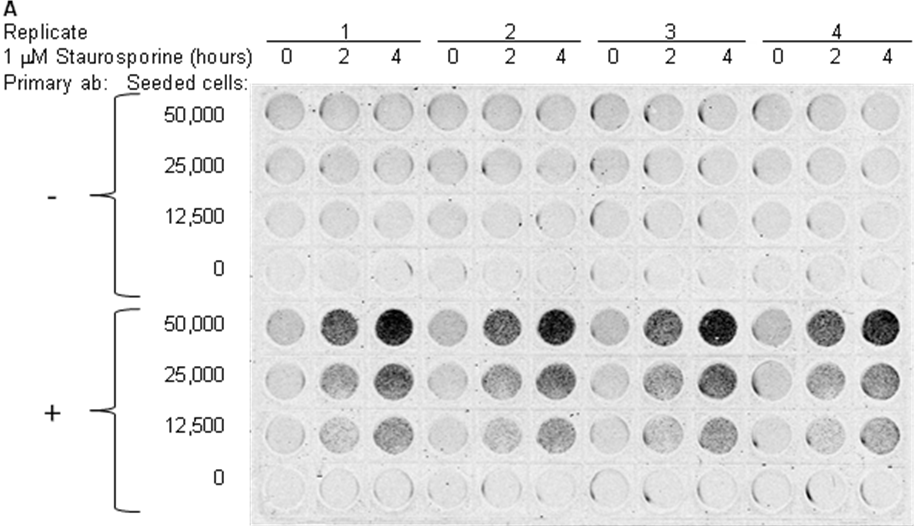 A
Replicate 1 2 3 4
1 µM Staurosporine (hours) 0 2 4 0 2 4 0 2 4 0 2 4
Primary ab: Seeded cells:
50,000
25,000
-
12,500
0
50,000
25,000
+
12,500
0